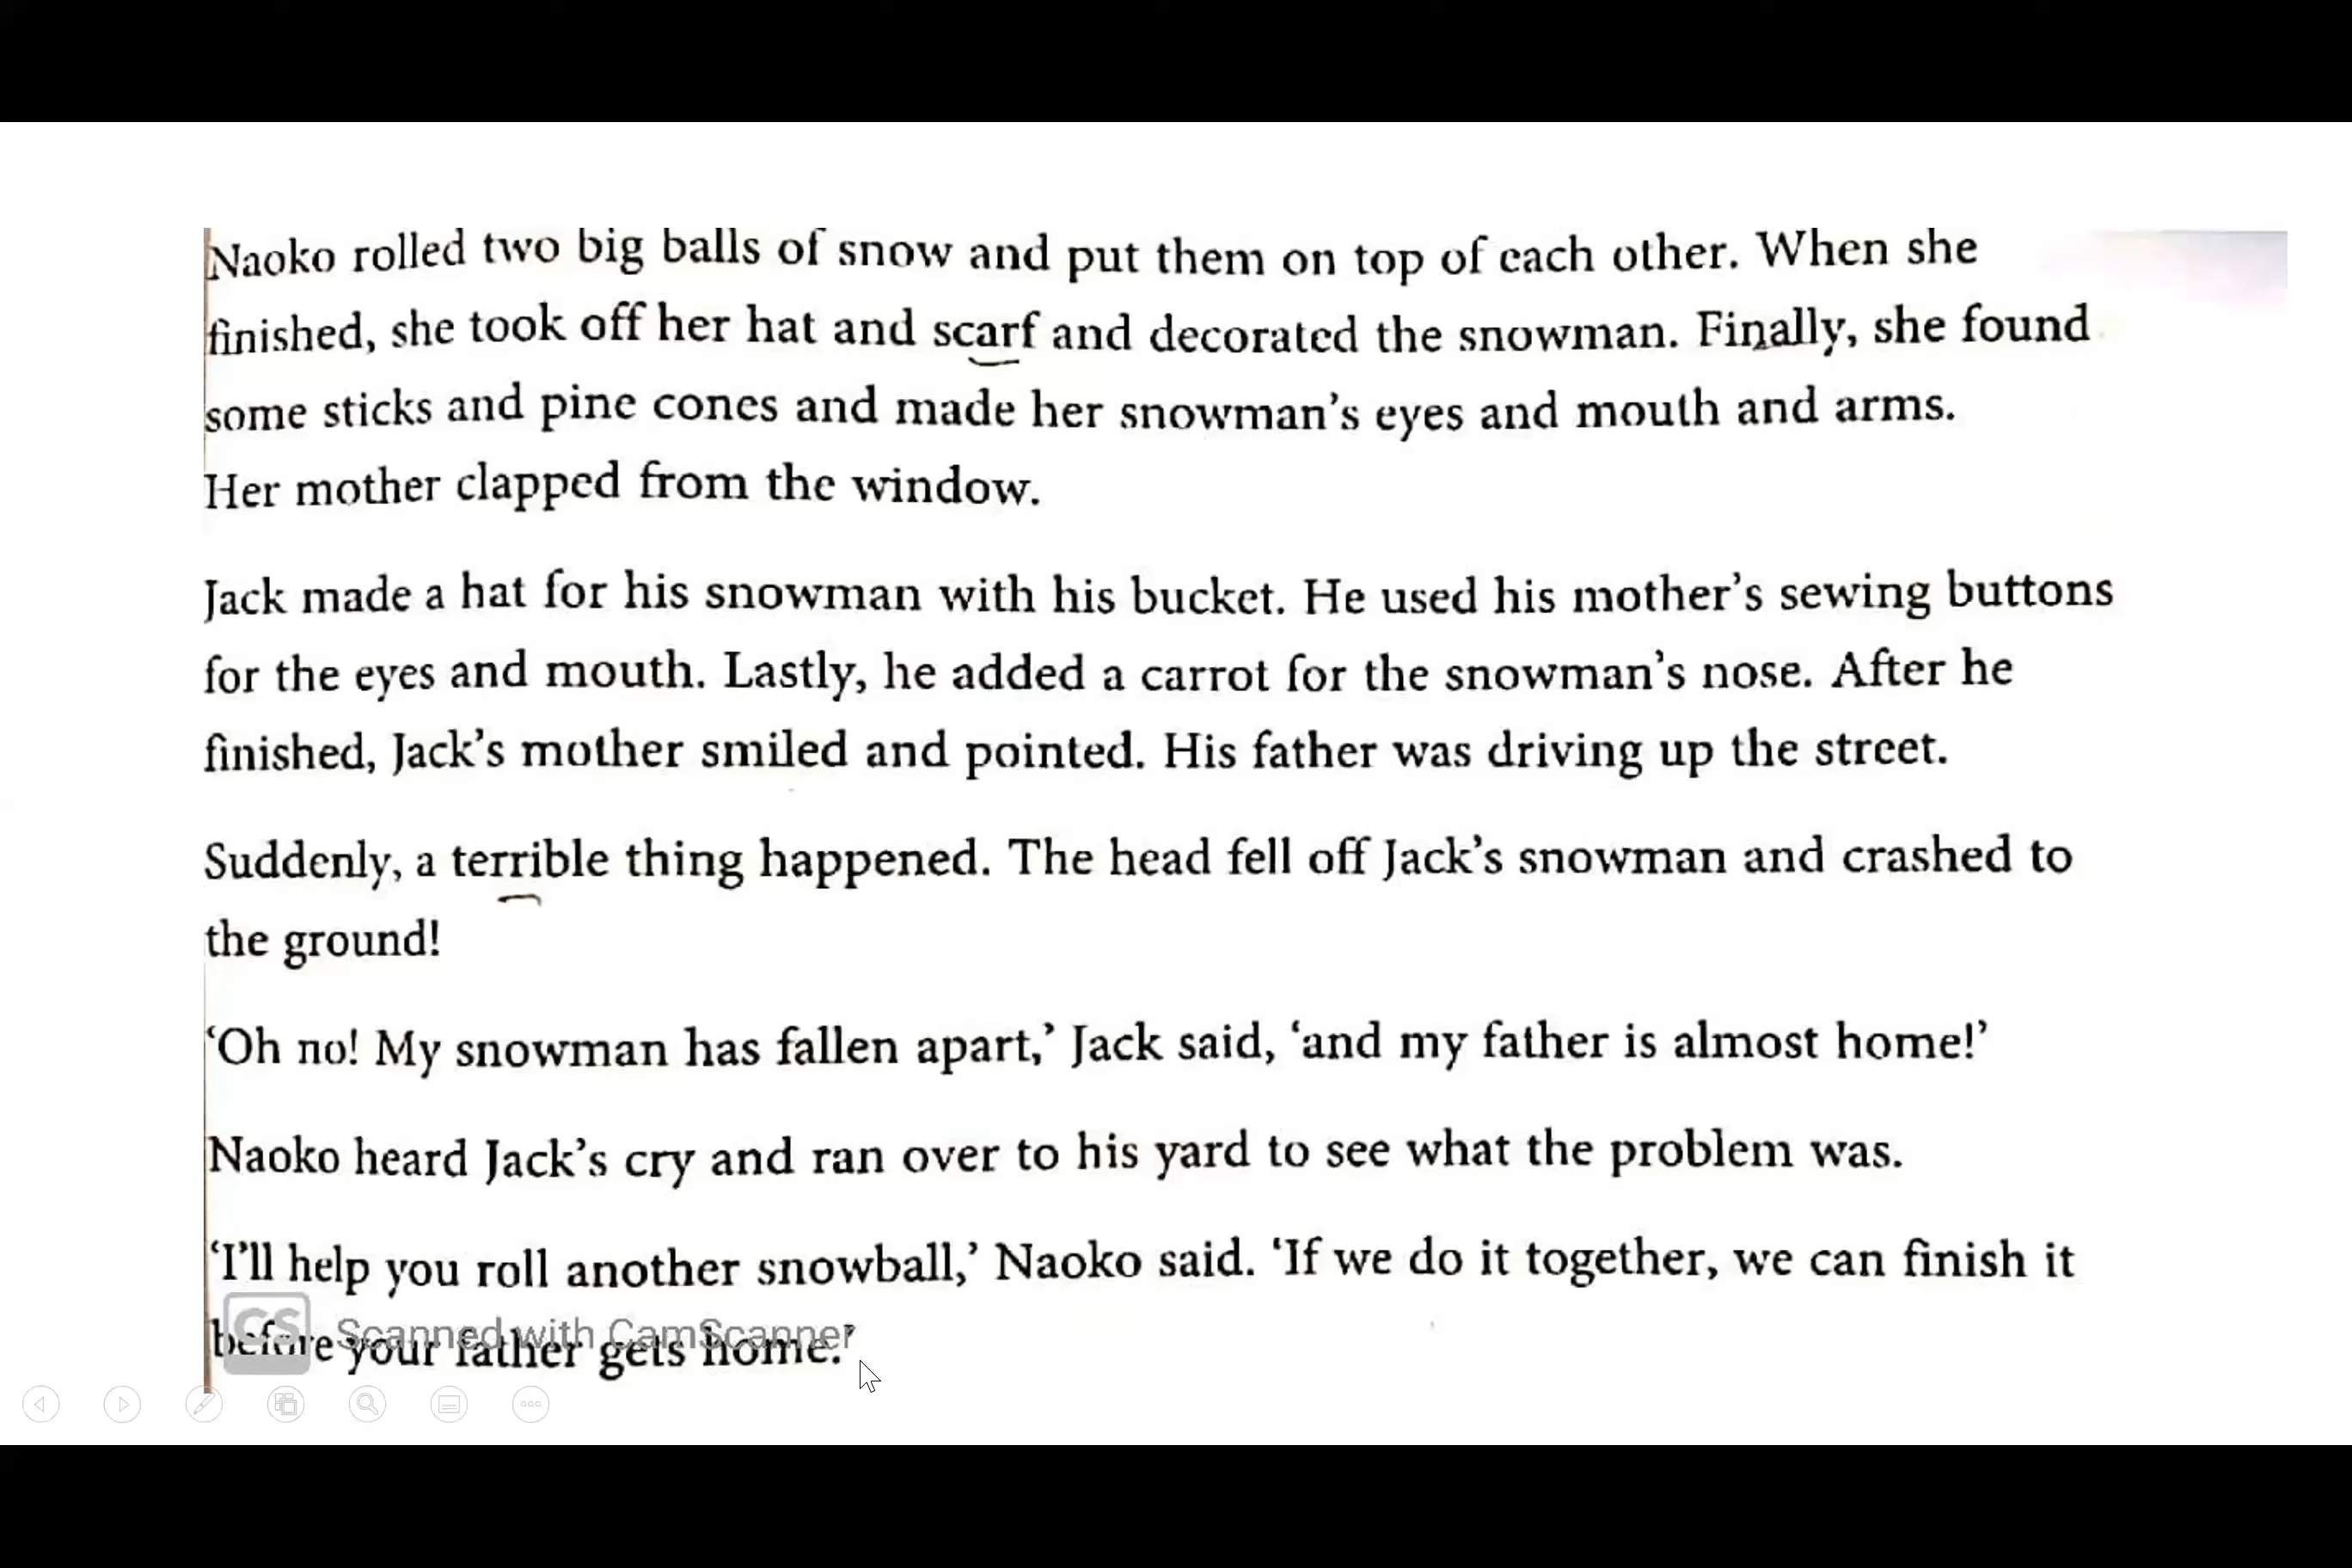 Naoko rolled two big balls of snow and put them on top of each other. When she
finished, she took off her hat and scarf and decorated the snowman. Finally, she found
some sticks and pine cones and made her snowman's eyes and mouth and arms.
Her mother clapped from the window.
Jack made a hat for his snowman with his bucket. He used his mother's sewing buttons
for the eyes and mouth. Lastly, he added a carrot for the snowman's nose. After he
finished, Jack's mother smiled and pointed. His father was driving up the street.
Suddenly, a terrible thing happened. The head fell off Jack's snowman and crashed to
the ground!
‘Oh no! My snowman has fallen apart,’ Jack said, ‘and my father is almost home!’
Naoko heard Jack's cry and ran over to his yard to see what the problem was.
‘I'll help you roll another snowball,’ Naoko said. ‘If we do it together, we can finish it
before your father gets home.’
CS Scanned with CamScanner